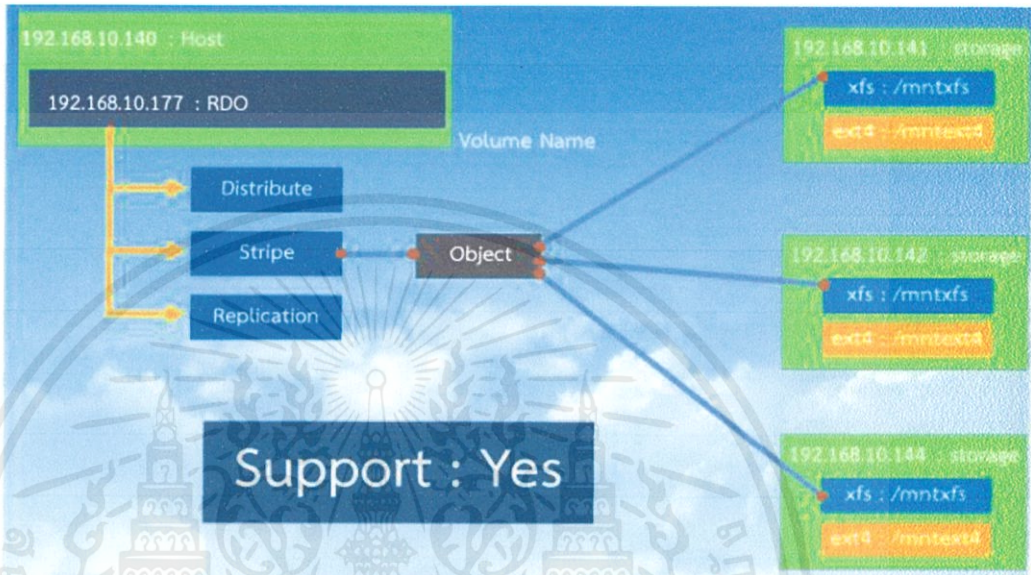 192.168.10.140 : Host
192.168.10.177 : RDO
Volume Name
Distribute
Stripe
Replication
Object
Support : Yes
192.168.10.141 : storage
xfs : /mntxfs
ext4 : /mntext4
192.168.10.142 : storage
xfs : /mntxfs
ext4 : /mntext4
192.168.10.144 : storage
xfs : /mntxfs
ext4 : /mntext4